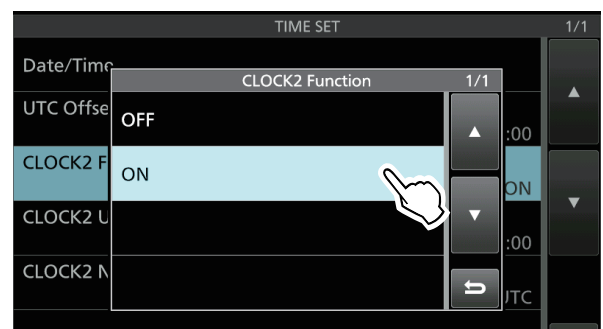 TIME SET 1/1
Date/Time
CLOCK2 Function 1/1
UTC Offse
OFF
:00
CLOCK2 F
ON
ON
CLOCK2 U
:00
CLOCK2 N
UTC